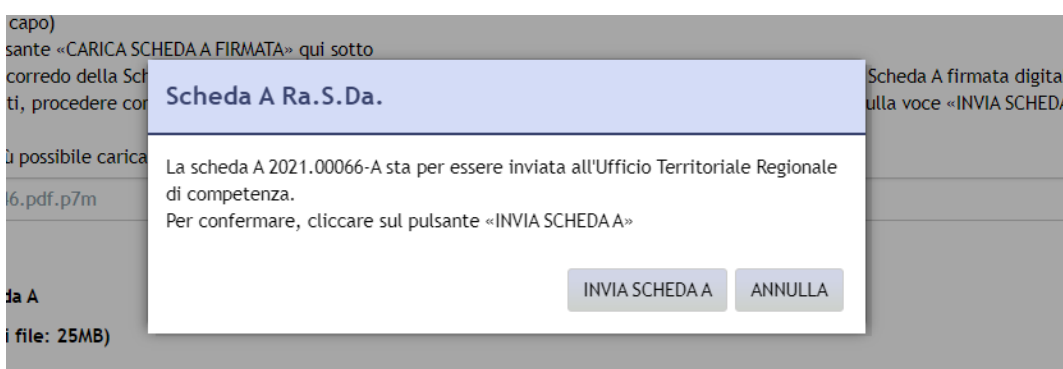 capo)
sante «CARICA SCHEDA A FIRMATA» qui sotto
corredo della Sch
Scheda A firmata digita
Scheda A Ra.S.Da.
ti, procedere con
ulla voce «INVIA SCHEDA
ù possibile carica
La scheda A 2021.00066-A sta per essere inviata all'Ufficio Territoriale Regionale
di competenza.
6.pdf.p7m
Per confermare, cliccare sul pulsante «INVIA SCHEDA A»
INVIA SCHEDA A ANNULLA
da A
i file: 25MB)